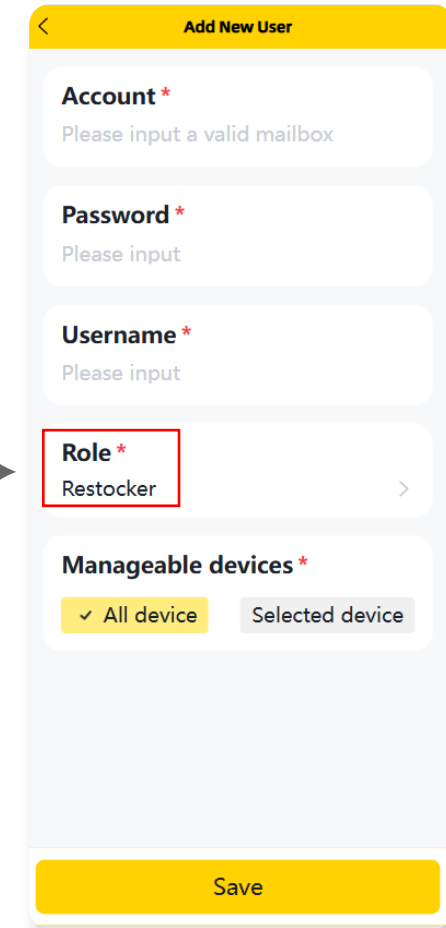 Add New User
Account *
Please input a valid mailbox
Password *
Please input
Username *
Please input
Role *
Restocker
Manageable devices *
All device Selected device
Save